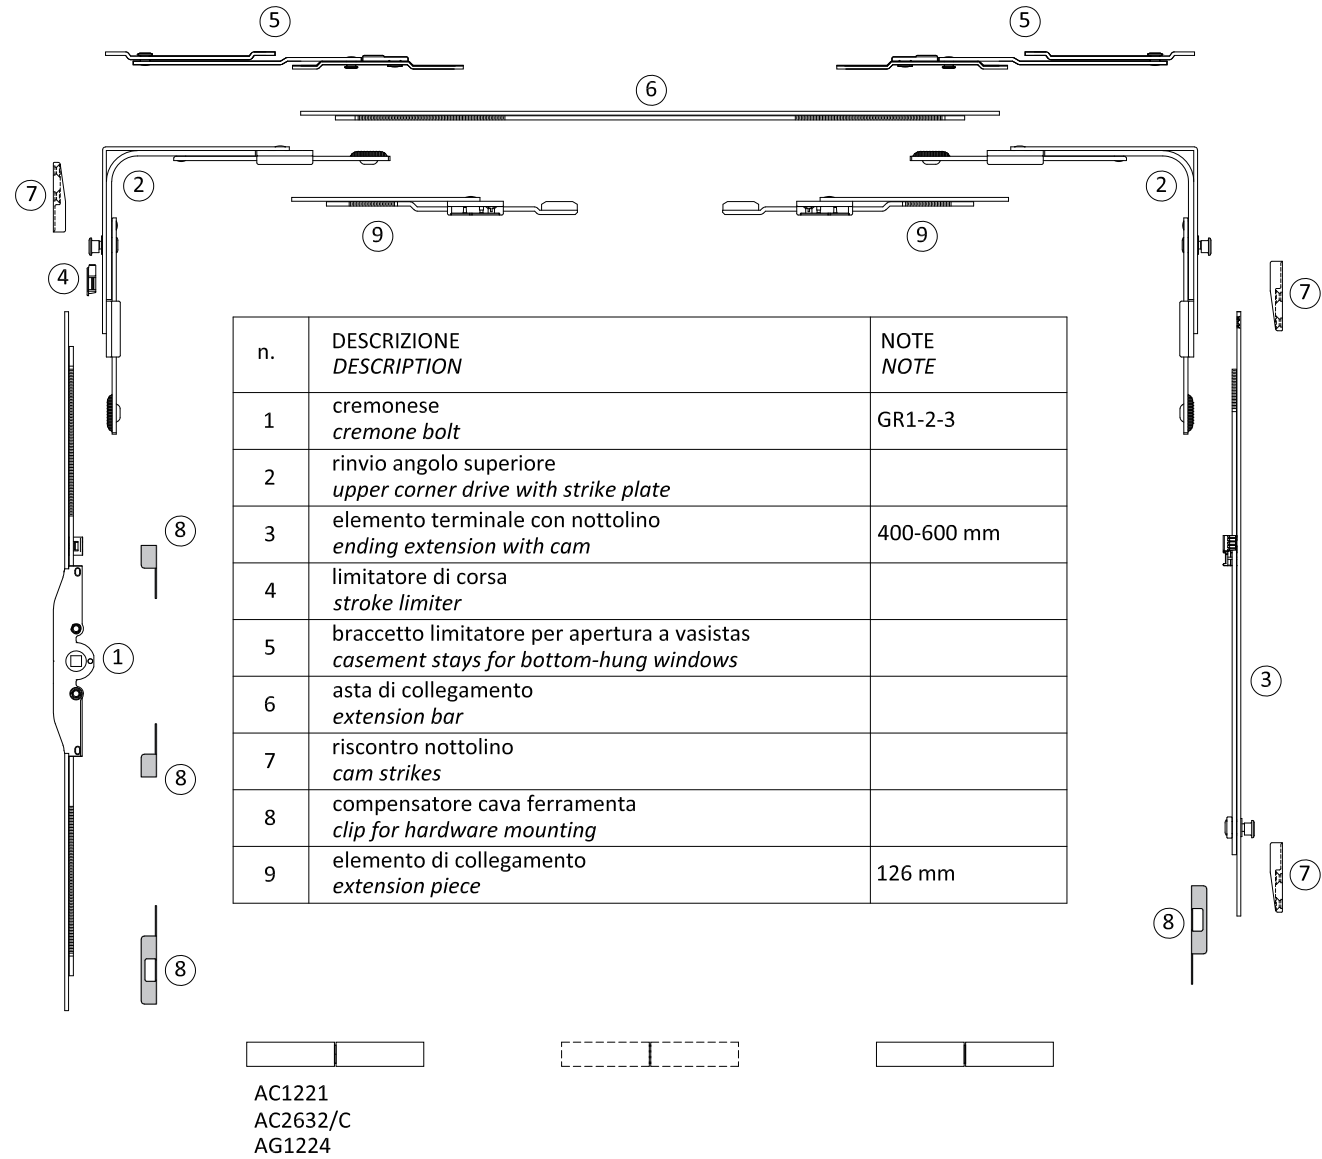 5
5
6
2
2
7
9
9
4
7
n.
DESCRIZIONE
DESCRIPTION
NOTE
NOTE
1
cremonese
cremone bolt
GR1-2-3
2
rinvio angolo superiore
upper corner drive with strike plate
3
elemento terminale con nottolino
ending extension with cam
400-600 mm
4
limitatore di corsa
stroke limiter
5
braccetto limitatore per apertura a vasistas
casement stays for bottom-hung windows
6
asta di collegamento
extension bar
7
riscontro nottolino
cam strikes
8
compensatore cava ferramenta
clip for hardware mounting
9
elemento di collegamento
extension piece
126 mm
8
1
3
8
7
8
8
AC1221
AC2632/C
AG1224